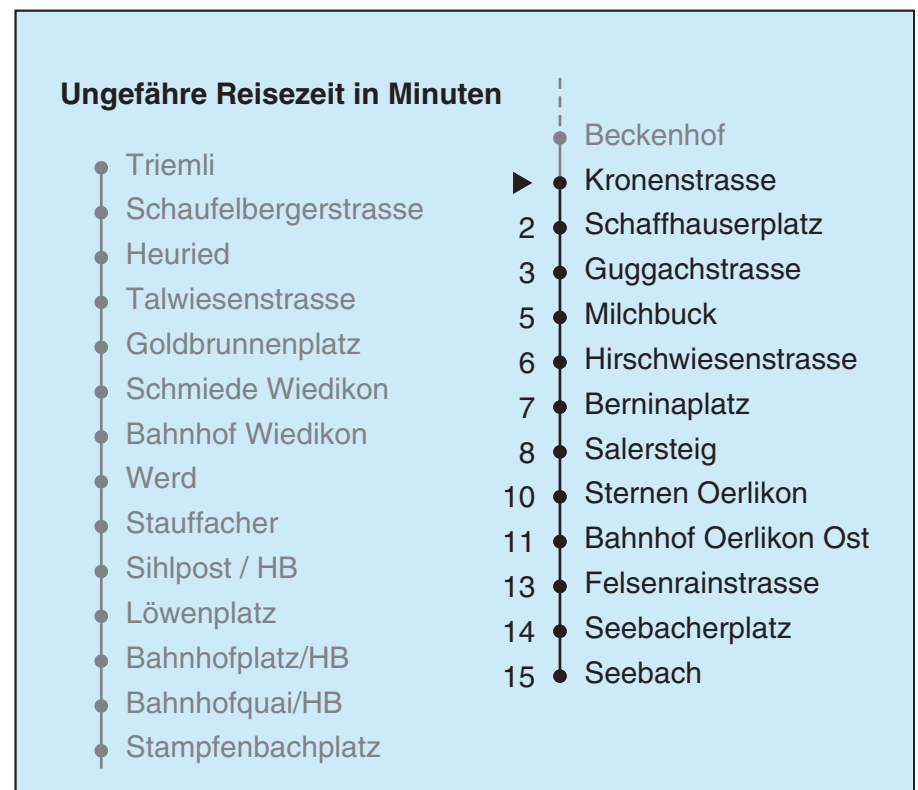 Ungefähre Reisezeit in Minuten
Triemli
Schaufelbergerstrasse
Heuried
Talwiesenstrasse
Goldbrunnenplatz
Schmiede Wiedikon
Bahnhof Wiedikon
Werd
Stauffacher
Sihlpost / HB
Löwenplatz
Bahnhofplatz/HB
Bahnhofquai/HB
Stampfenbachplatz
Beckenhof
Kronenstrasse
2 Schaffhauserplatz
3 Guggachstrasse
5 Milchbuck
6 Hirschwiesenstrasse
7 Berninaplatz
8 Salersteig
10 Sternen Oerlikon
11 Bahnhof Oerlikon Ost
13 Felsenrainstrasse
14 Seebacherplatz
15 Seebach